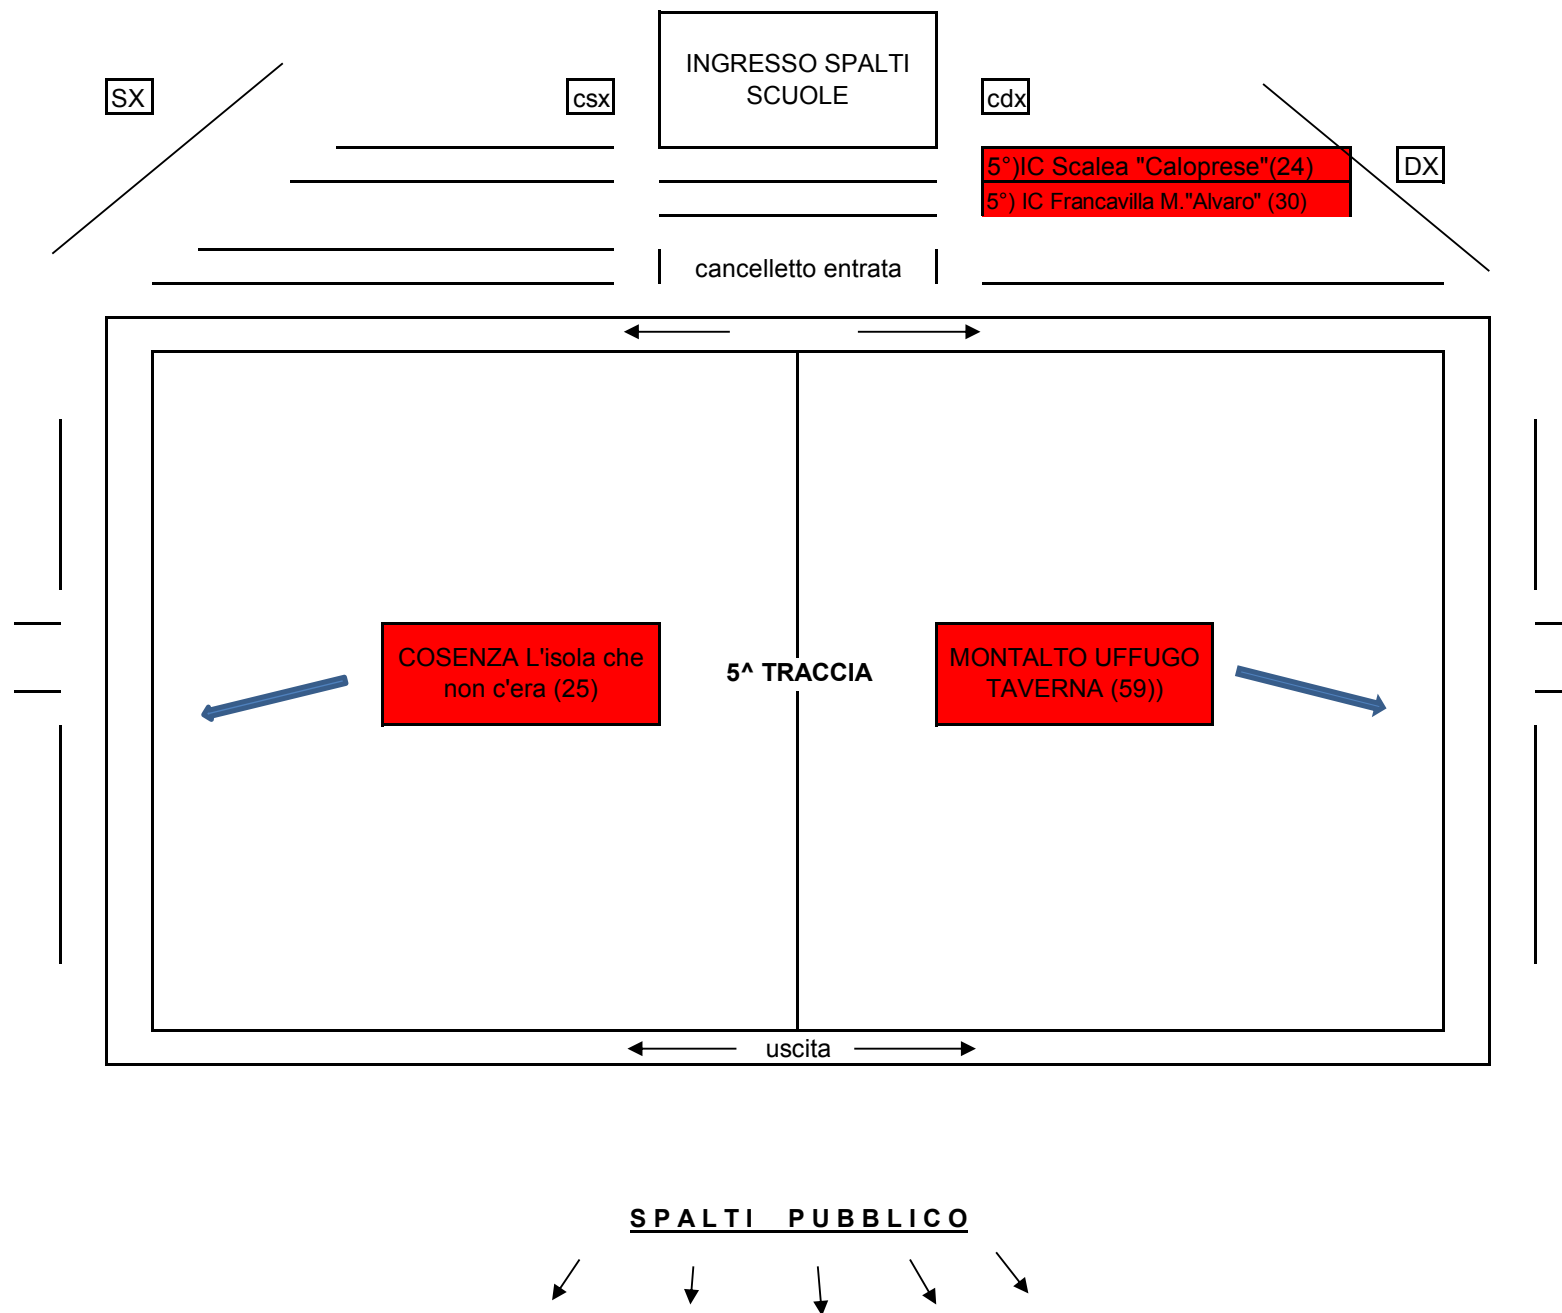 INGRESSO SPALTI
SCUOLE
SX
csx
cdx
5°)IC Scalea "Caloprese"(24)
DX
5°) IC Francavilla M."Alvaro" (30)
cancelletto entrata
COSENZA L'isola che
non c'era (25)
5^ TRACCIA
MONTALTO UFFUGO
TAVERNA (59))
uscita
SPALTI PUBBLICO